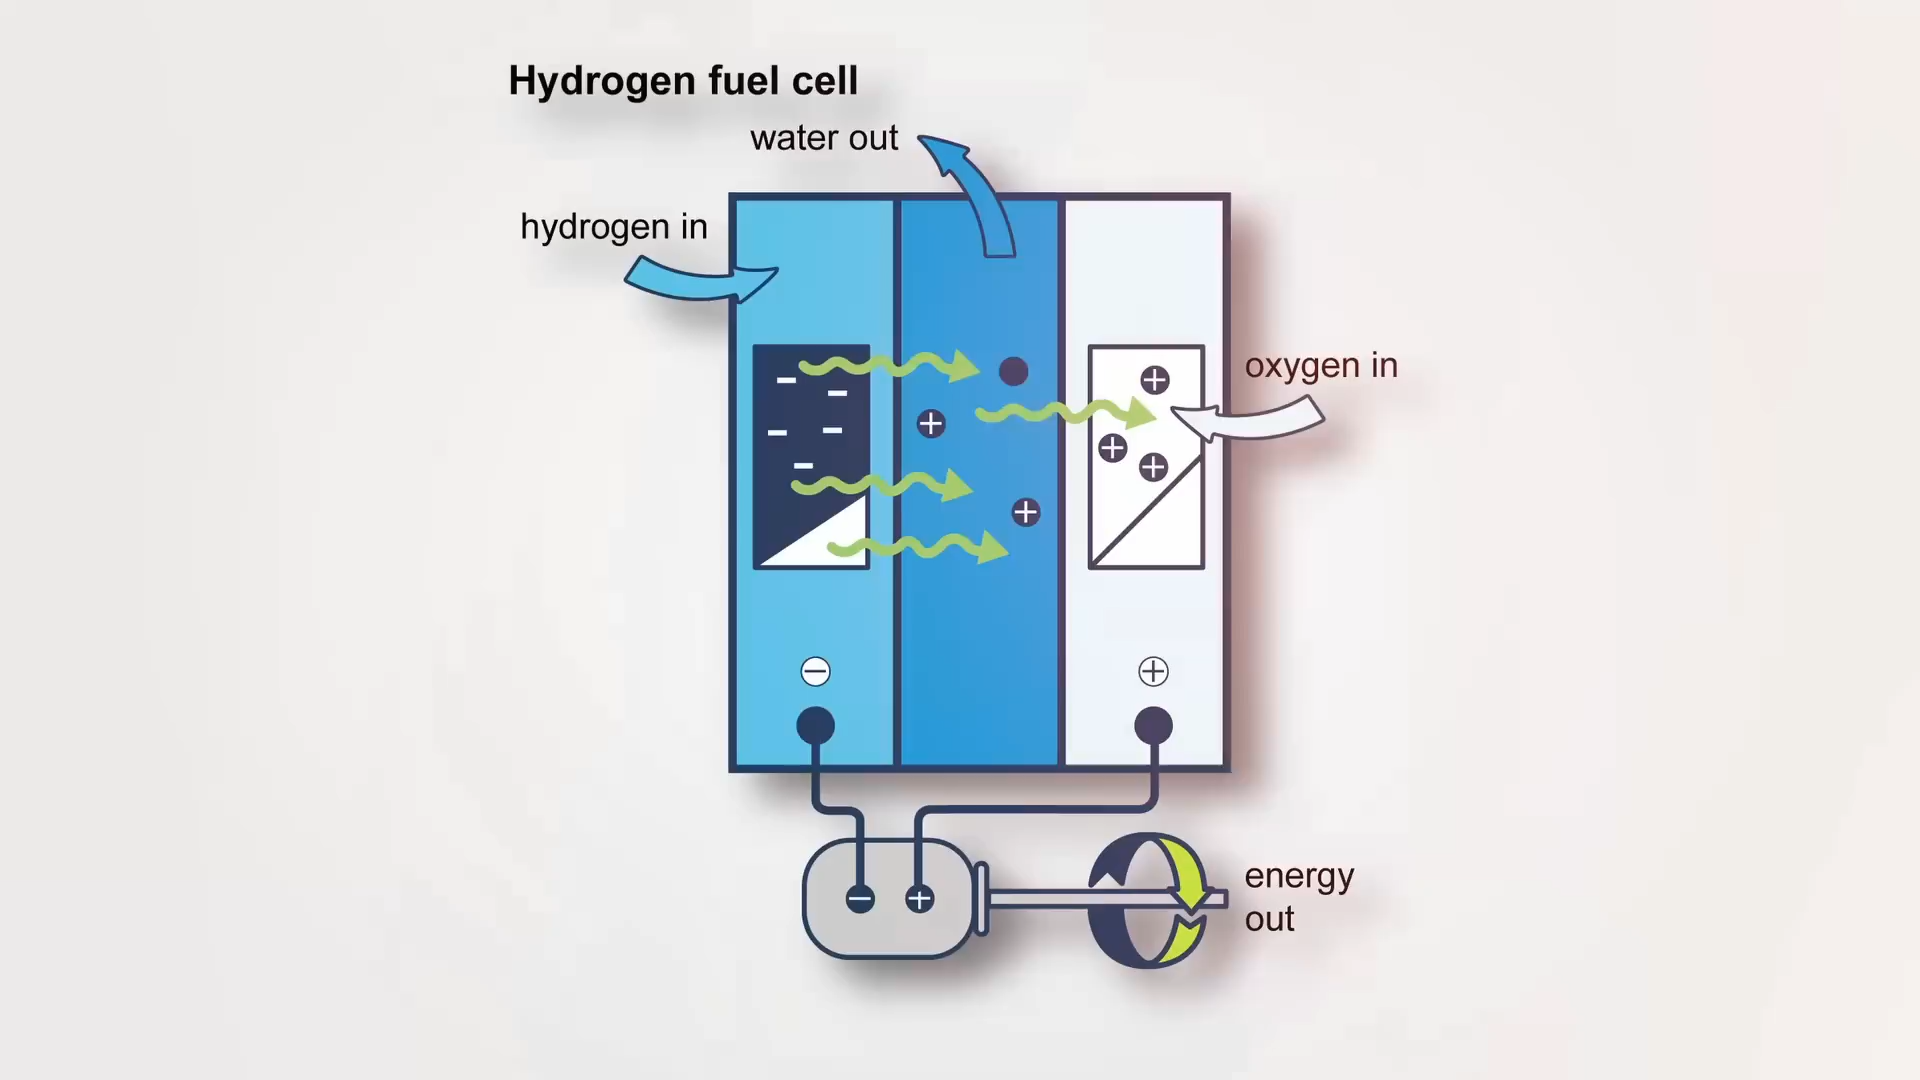 Hydrogen fuel cell
water out
hydrogen in
oxygen in
energy
out